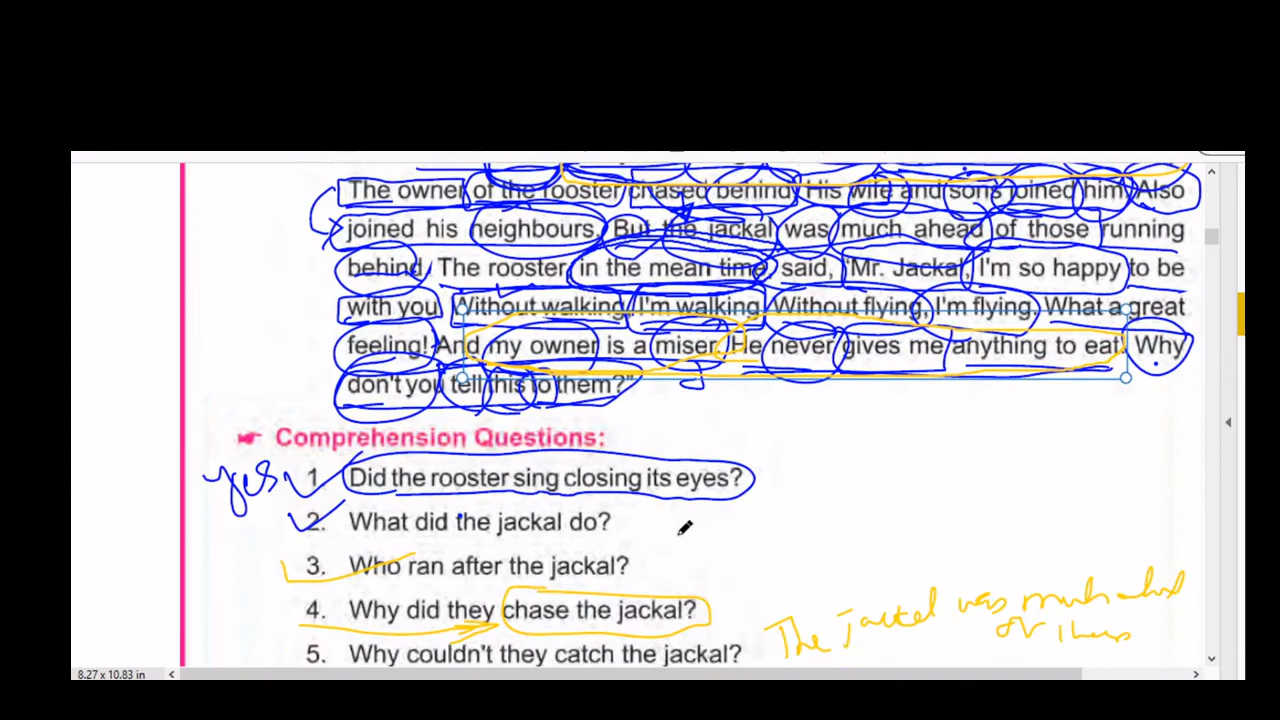 The owner of the rooster chased behind. His wife and sons joined him. Also
joined his neighbours. But the jackal was much ahead of those running
behind. The rooster, in the mean time, said, "Mr. Jackal, I'm so happy to be
with you. Without walking, I'm walking. Without flying, I'm flying. What a great
feeling! And my owner is a miser. He never gives me anything to eat. Why
don't you tell this to them?"
Comprehension Questions:
yes 1. Did the rooster sing closing its eyes?
2. What did the jackal do?
3. Who ran after the jackal?
4. Why did they chase the jackal?
5. Why couldn't they catch the jackal?
The jackal was much ahead
of them
8.27 x 10.83 in